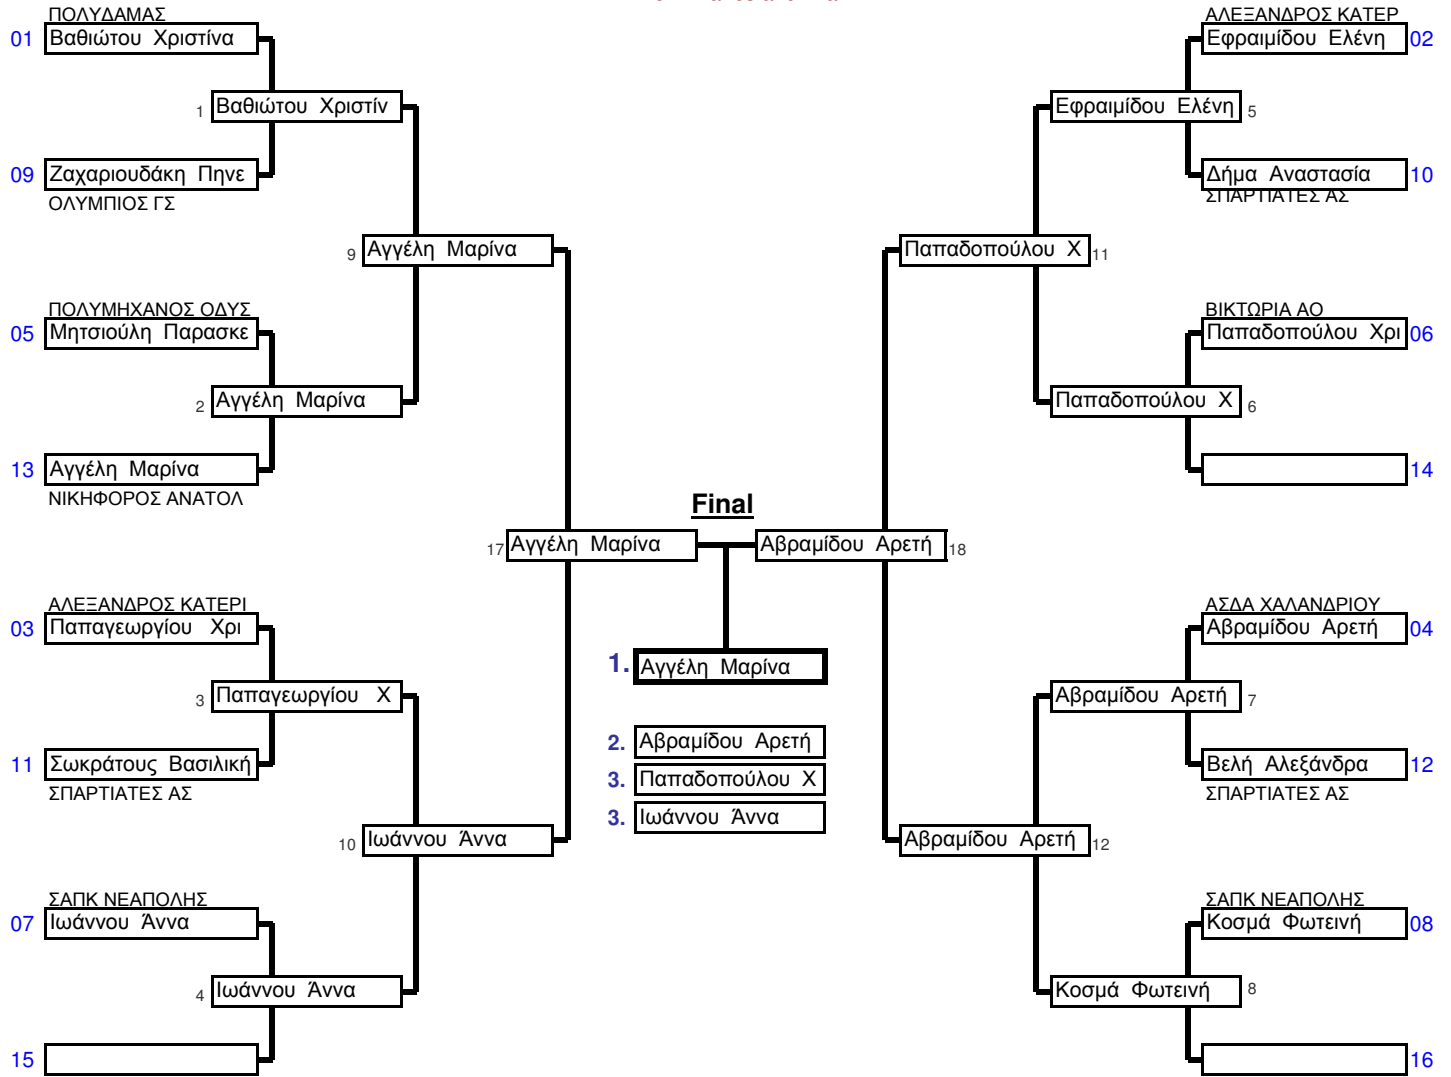 ΠΟΛΥΔΑΜΑΣ
01 Βαθιώτου Χριστίνα
1 Βαθιώτου Χριστίν
09 Ζαχαριουδάκη Πηνε
ΟΛΥΜΠΙΟΣ ΓΣ
9 Αγγέλη Μαρίνα
ΠΟΛΥΜΗΧΑΝΟΣ ΟΔΥΣ
05 Μητσιούλη Παρασκε
2 Αγγέλη Μαρίνα
13 Αγγέλη Μαρίνα
ΝΙΚΗΦΟΡΟΣ ΑΝΑΤΟΛ
17 Αγγέλη Μαρίνα
ΑΛΕΞΑΝΔΡΟΣ ΚΑΤΕΡΙ
03 Παπαγεωργίου Χρι
3 Παπαγεωργίου Χ
11 Σωκράτους Βασιλική
ΣΠΑΡΤΙΑΤΕΣ ΑΣ
10 Ιωάννου Άννα
ΣΑΠΚ ΝΕΑΠΟΛΗΣ
07 Ιωάννου Άννα
4 Ιωάννου Άννα
15
Final
1. Αγγέλη Μαρίνα
2. Αβραμίδου Αρετή
3. Παπαδοπούλου Χ
3. Ιωάννου Άννα
ΑΛΕΞΑΝΔΡΟΣ ΚΑΤΕΡ
Εφραιμίδου Ελένη 02
Εφραιμίδου Ελένη 5
Δήμα Αναστασία 10
ΣΠΑΡΤΙΑΤΕΣ ΑΣ
Παπαδοπούλου Χ 11
ΒΙΚΤΩΡΙΑ ΑΟ
Παπαδοπούλου Χρι 06
Παπαδοπούλου Χ 6
14
Αβραμίδου Αρετή 18
ΑΣΔΑ ΧΑΛΑΝΔΡΙΟΥ
Αβραμίδου Αρετή 04
Αβραμίδου Αρετή 7
Βελή Αλεξάνδρα 12
ΣΠΑΡΤΙΑΤΕΣ ΑΣ
Αβραμίδου Αρετή 12
ΣΑΠΚ ΝΕΑΠΟΛΗΣ
Κοσμά Φωτεινή 08
Κοσμά Φωτεινή 8
16